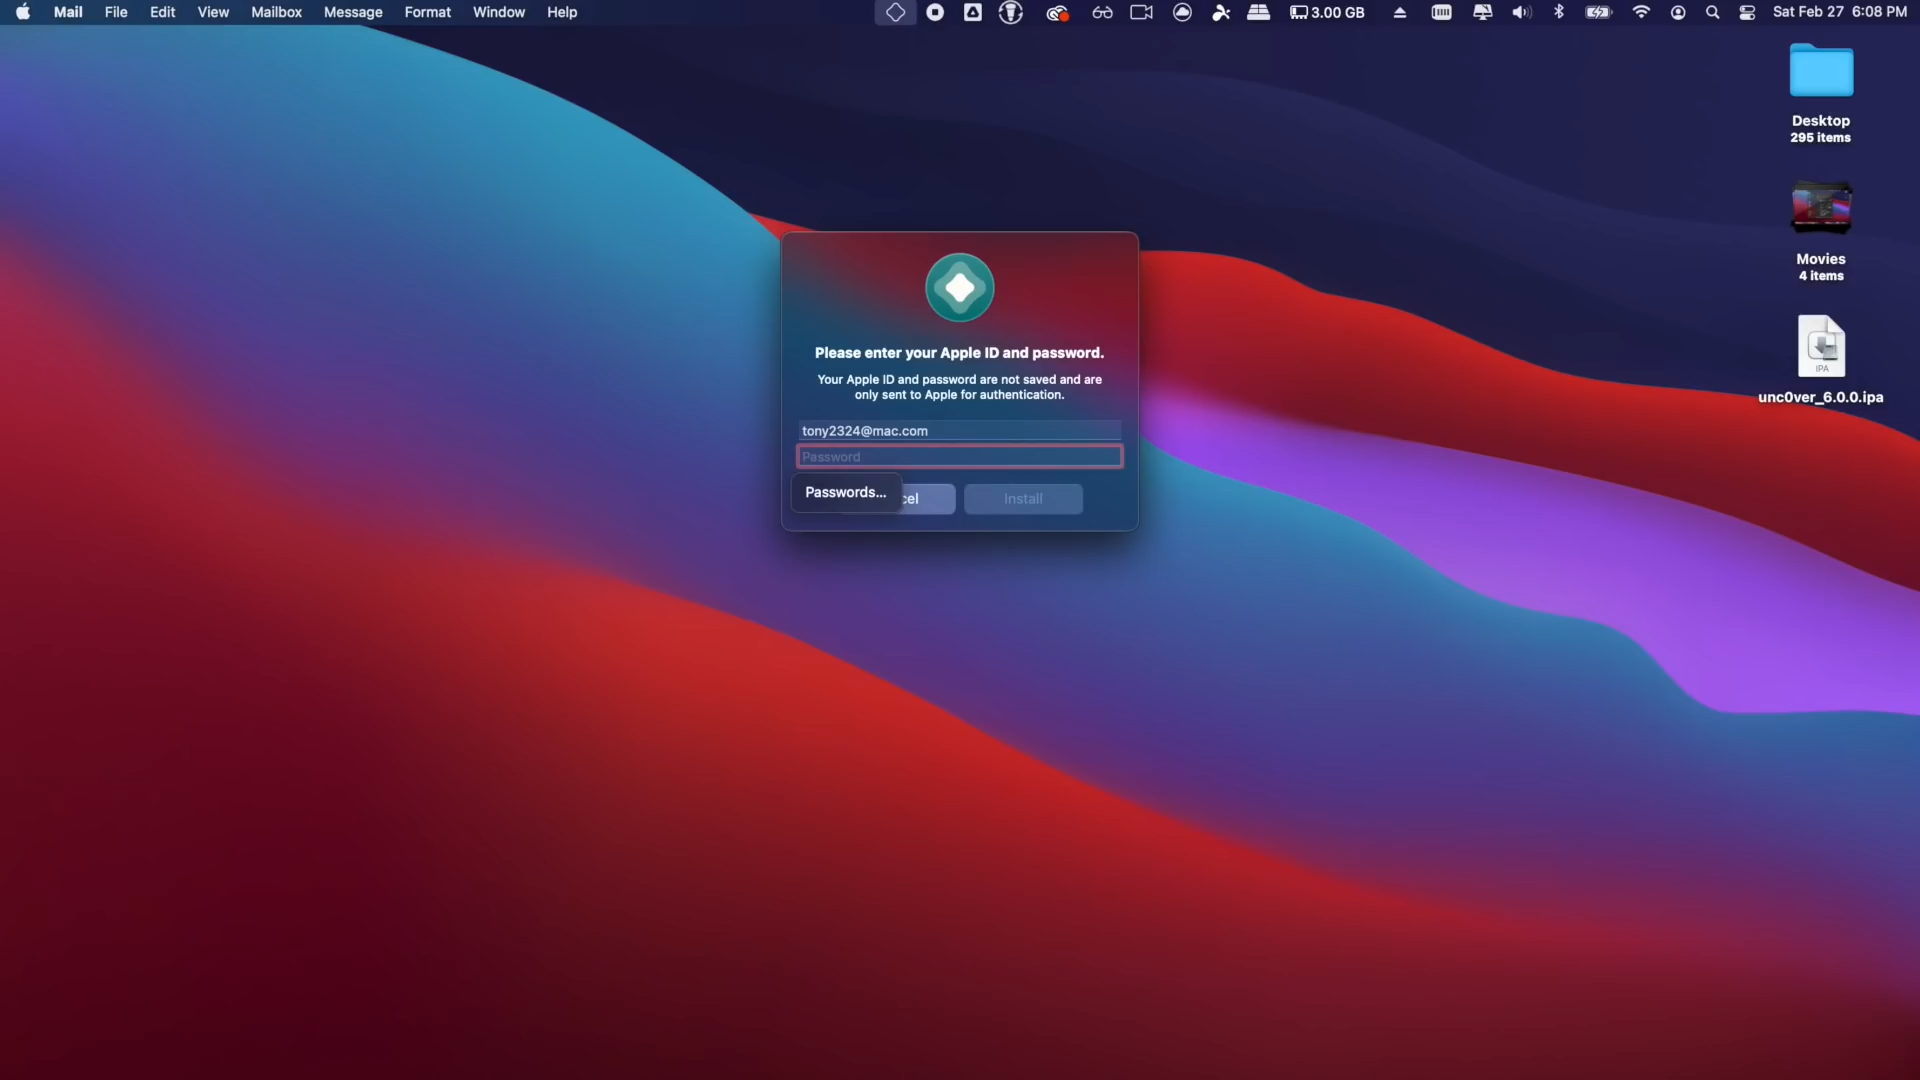 Mail File Edit View Mailbox Message Format Window Help 3.00 GB Sat Feb 27 6:08 PM
Desktop
295 items
Movies
4 items
IPA
unc0ver_6.0.0.ipa
Please enter your Apple ID and password.
Your Apple ID and password are not saved and are
only sent to Apple for authentication.
tony2324@mac.com
Password
Passwords...
cel Install